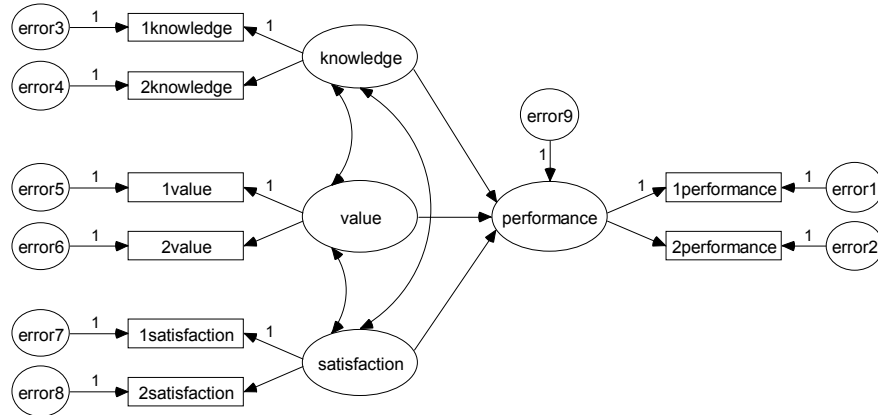 error3
1
1knowledge
1
knowledge
error4
1
2knowledge
error9
1
error5
1
1value
1
value
error6
1
2value
performance
1
1performance
1
error1
2performance
1
error2
error7
1
1satisfaction
1
satisfaction
error8
1
2satisfaction